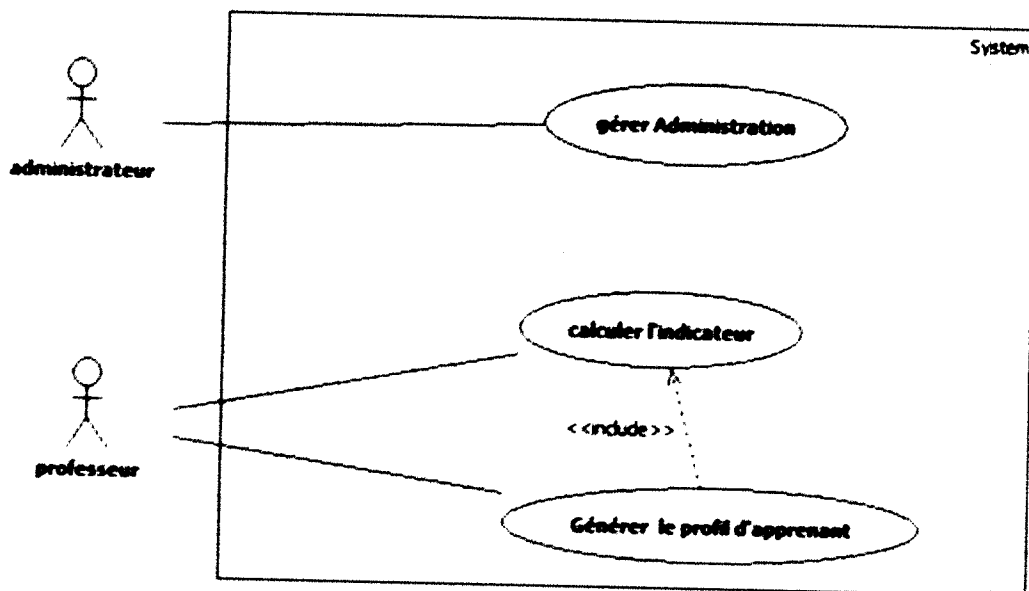 System
gérer Administration
administrateur
calculer l'indicateur
<<include>>
professeur
Générer le profil d'apprenant